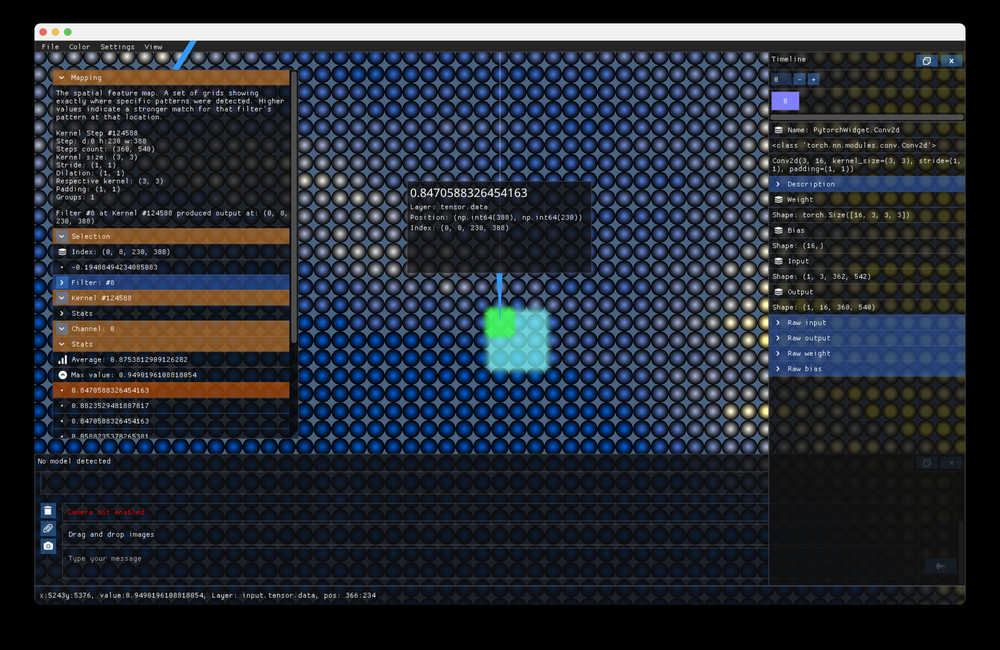 File Color Settings View
Mapping
The spatial feature map. A set of grids showing
exactly where specific patterns were detected. Higher
values indicate a stronger match for that filter's
pattern at that location.
Kernel Step #124588
Step: d:0 h:230 w:388
Steps count: (360, 540)
Kernel size: (3, 3)
Stride: (1, 1)
Dilation: (1, 1)
Respective kernel: (3, 3)
Padding: (1, 1)
Groups: 1
Filter #8 at Kernel #124588 produced output at: (0, 8,
230, 388)
Selection
Index: (0, 8, 230, 388)
-0.19408494234085083
Filter: #8
Kernel #124588
Stats
Channel: 0
Stats
Average: 0.8753812909126282
Max value: 0.9490196108818054
0.8470588326454163
0.8823529481887817
0.8470588326454163
0.8588235378265381
0.8470588326454163
Layer: tensor.data
Position: (np.int64(388), np.int64(230))
Index: (0, 0, 230, 388)
Timeline
x
0
-
+
0
Name: PytorchWidget.Conv2d
<class 'torch.nn.modules.conv.Conv2d'>
Conv2d(3, 16, kernel_size=(3, 3), stride=(1,
1), padding=(1, 1))
Description
Weight
Shape: torch.Size([16, 3, 3, 3])
Bias
Shape: (16,)
Input
Shape: (1, 3, 362, 542)
Output
Shape: (1, 16, 360, 540)
Raw input
Raw output
Raw weight
Raw bias
No model detected
x
Camera not enabled
Drag and drop images
Type your message
x:5243y:5376, value:0.9490196108818054, Layer: input.tensor.data, pos: 366:234